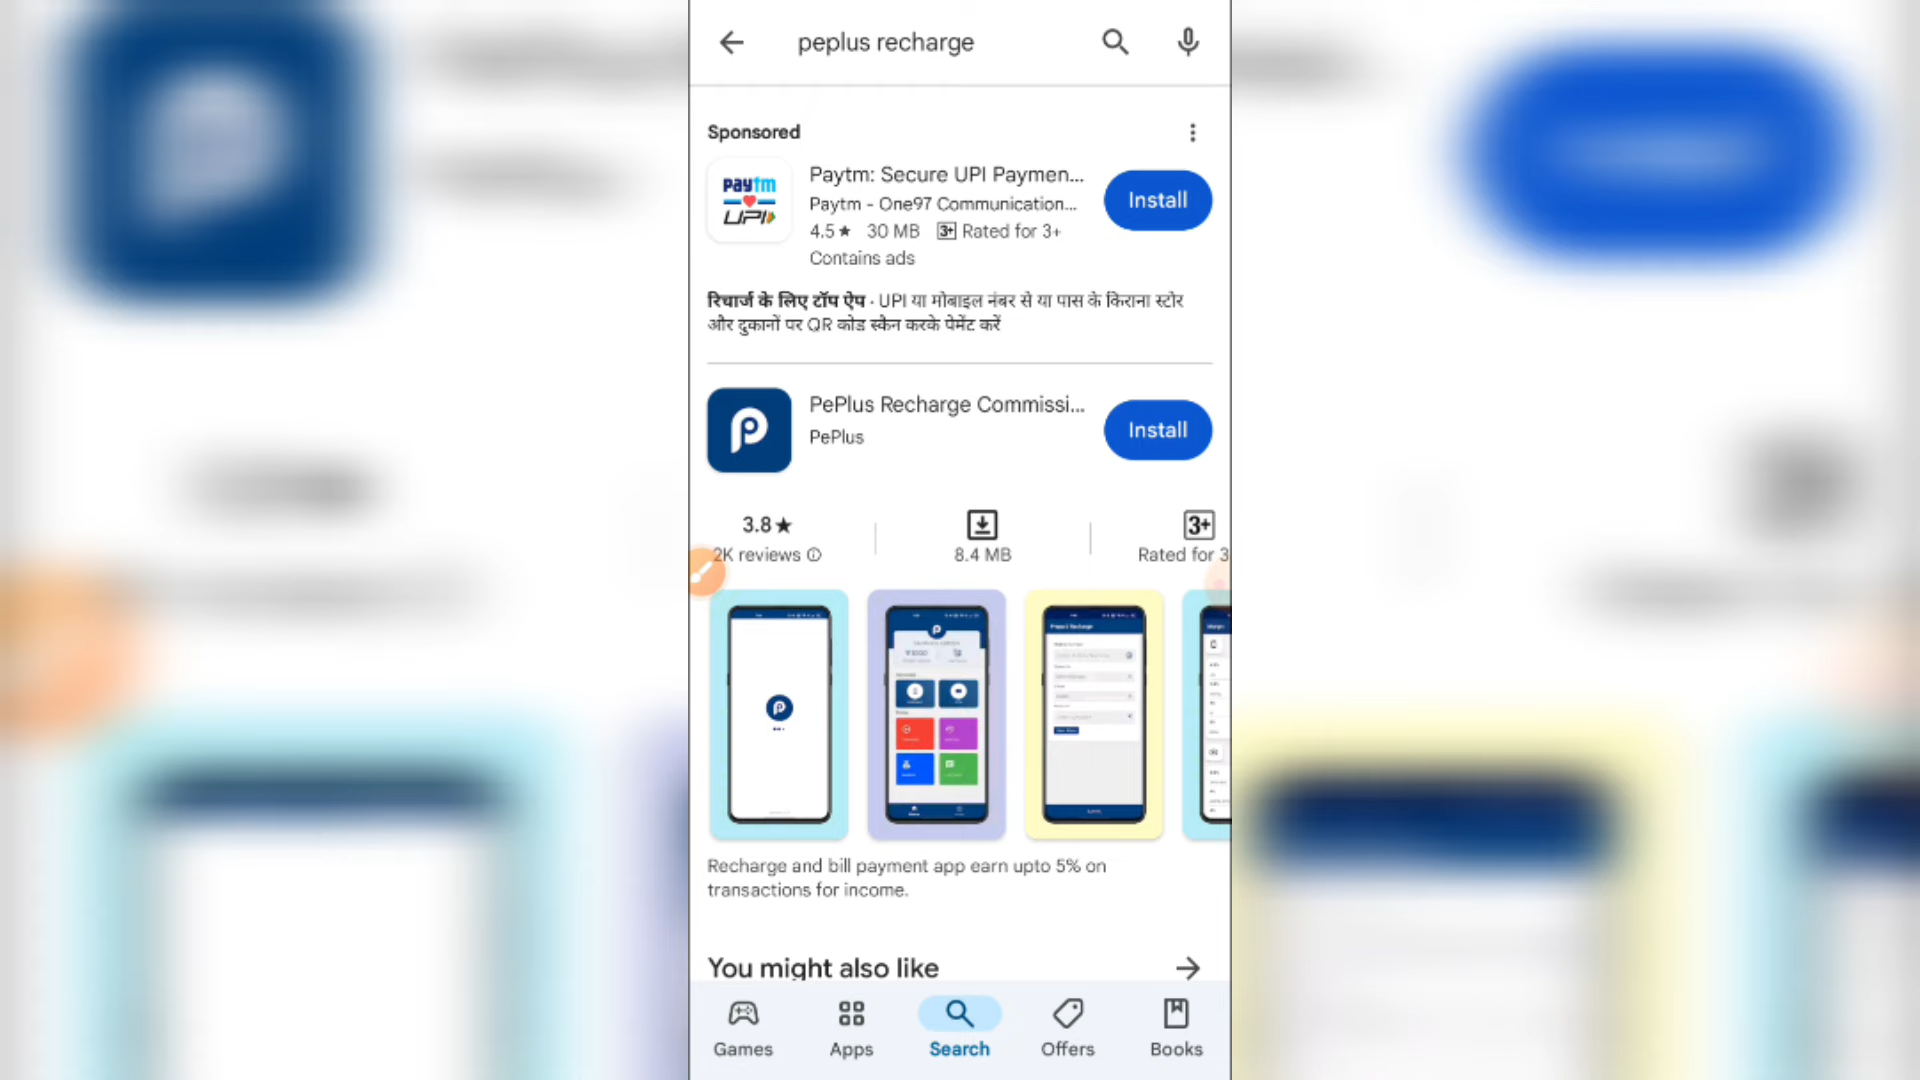 peplus recharge
Sponsored
Paytm: Secure UPI Paymen...
Paytm - One97 Communication...
4.5★ 30 MB 3+ Rated for 3+
Contains ads
Install
paytm
UPI
रिचार्ज के लिए टॉप ऐप · UPI या मोबाइल नंबर से या पास के किराना स्टोर
और दुकानों पर QR कोड स्कैन करके पेमेंट करें
PePlus Recharge Commissi...
PePlus
Install
3.8★
2K reviews
8.4 MB
3+
Rated for 3
Recharge and bill payment app earn upto 5% on
transactions for income.
You might also like
Games
Apps
Search
Offers
Books